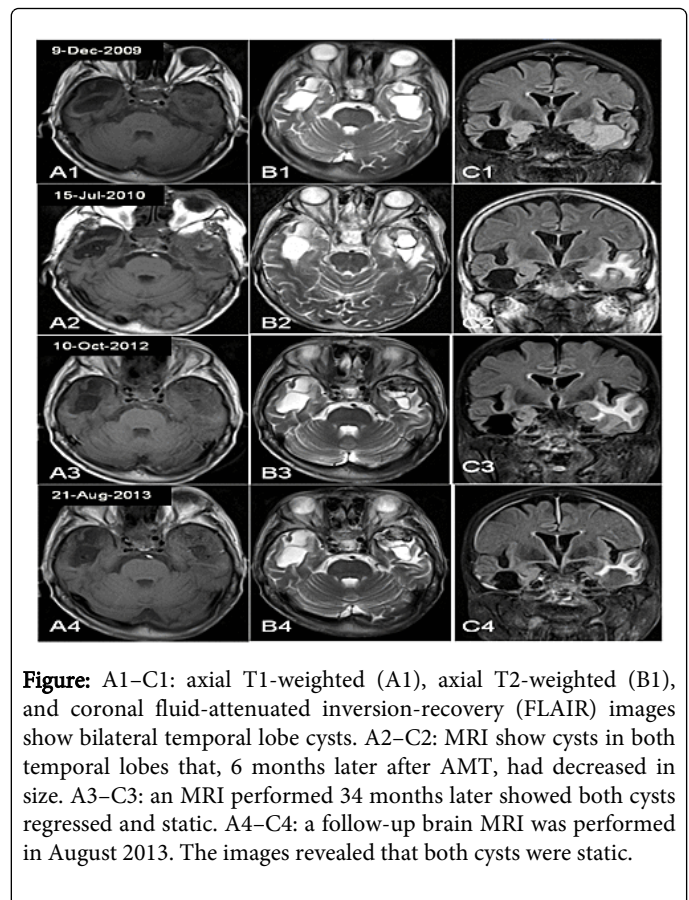 9-Dec-2009
A1
B1
C1
15-Jul-2010
A2
B2
C2
10-Oct-2012
A3
B3
C3
21-Aug-2013
A4
B4
C4
Figure: A1–C1: axial T1-weighted (A1), axial T2-weighted (B1),
and coronal fluid-attenuated inversion-recovery (FLAIR) images
show bilateral temporal lobe cysts. A2–C2: MRI show cysts in both
temporal lobes that, 6 months later after AMT, had decreased in
size. A3–C3: an MRI performed 34 months later showed both cysts
regressed and static. A4–C4: a follow-up brain MRI was performed
in August 2013. The images revealed that both cysts were static.